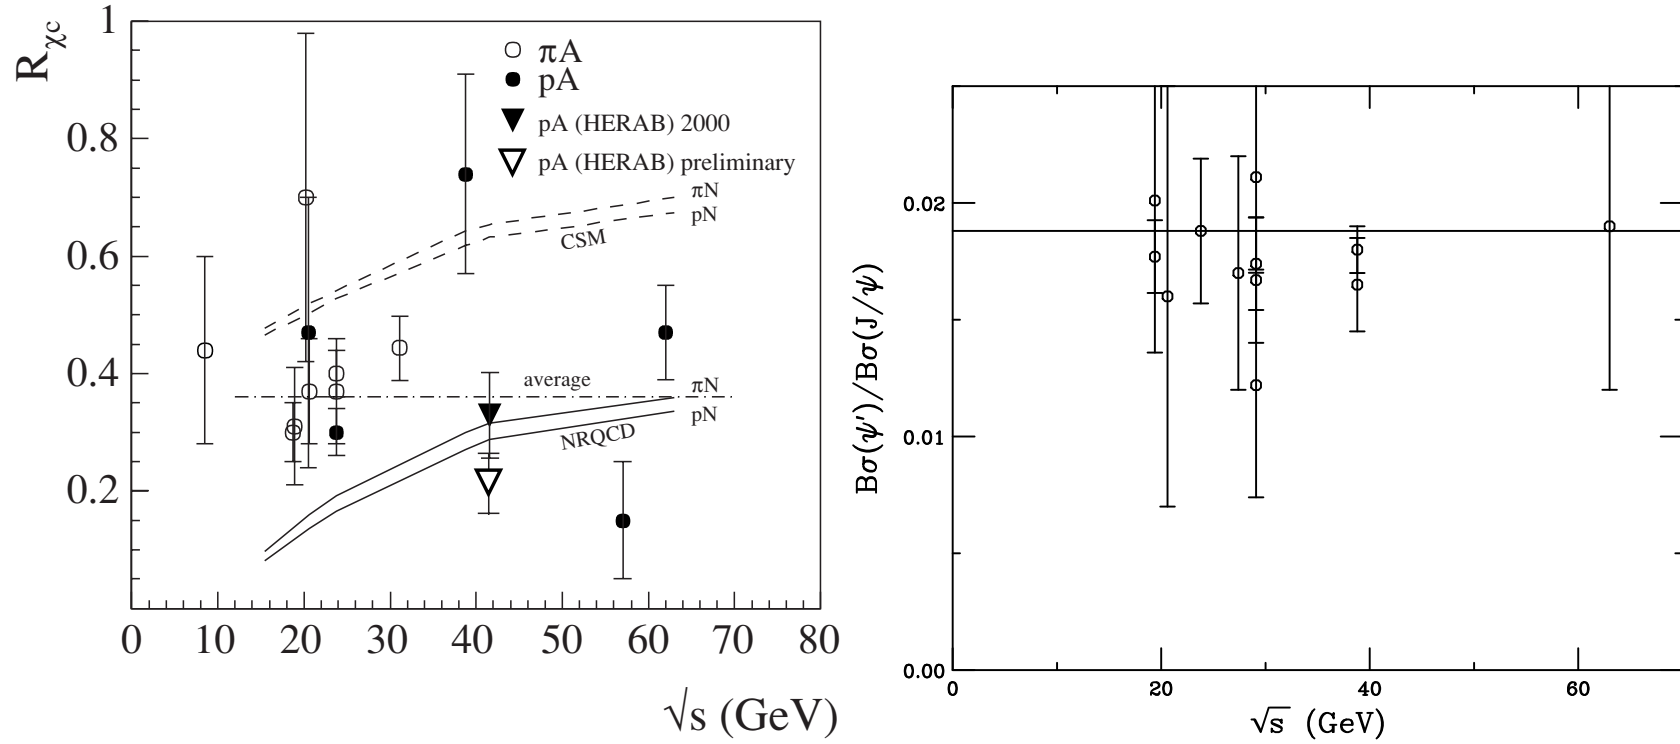 R_χc
1
0.8
0.6
0.4
0.2
0 10 20 30 40 50 60 70 80
√s (GeV)
πA
pA
pA (HERAB) 2000
pA (HERAB) preliminary
πN
pN
CSM
average
πN
pN
NRQCD
Bσ(ψ')/Bσ(J/ψ)
0.02
0.01
0.00
0 20 40 60
√s (GeV)